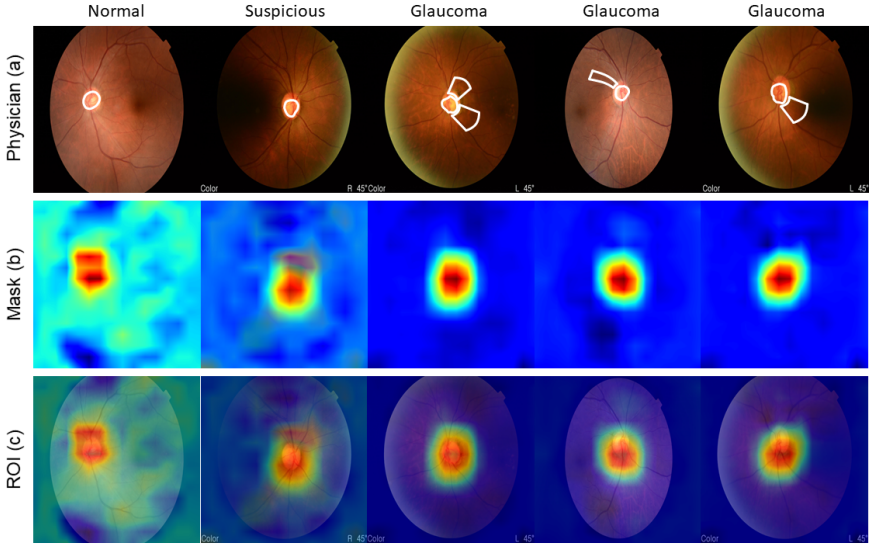 Normal Suspicious Glaucoma Glaucoma Glaucoma
Physician (a)
Color R 45° Color L 45° Color L 45°
Mask (b)
ROI (c)
Color R 45° Color L 45° Color L 45°